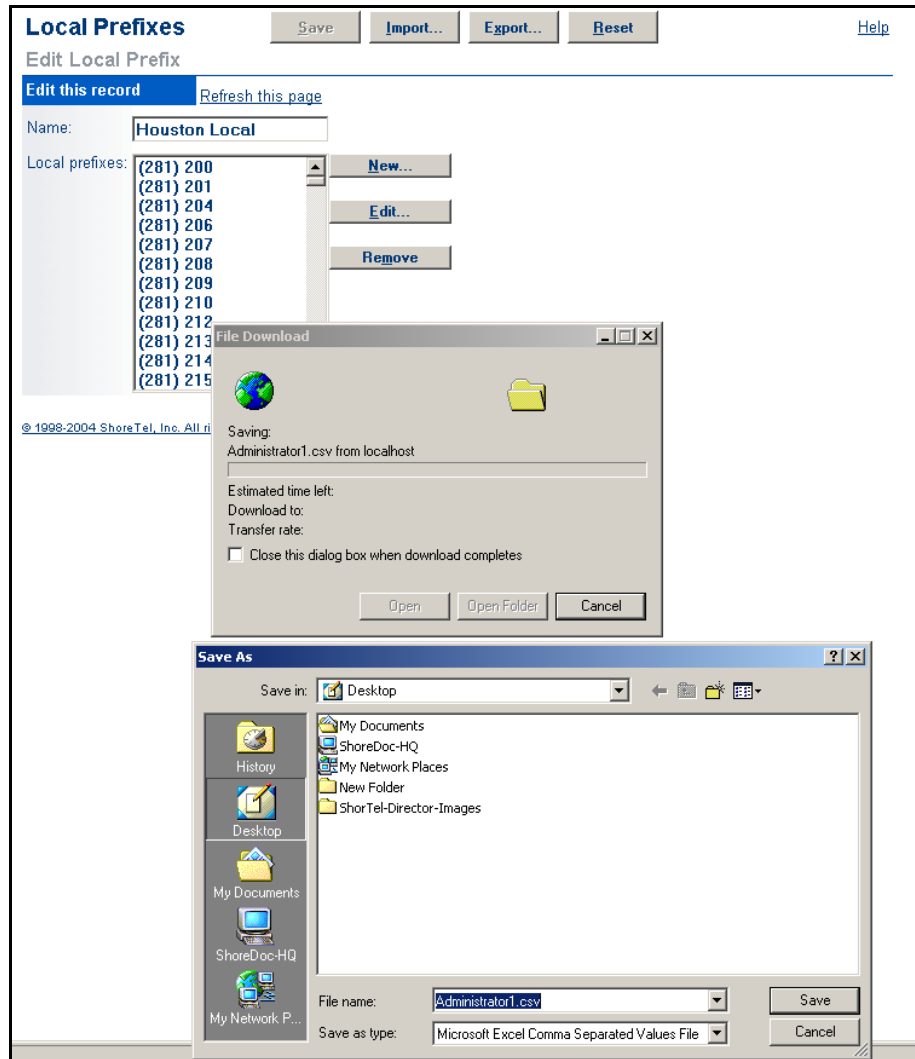 Local Prefixes Save Import... Export... Reset Help
Edit Local Prefix
Edit this record Refresh this page
Name: Houston Local
Local prefixes: (281) 200 New...
(281) 201
(281) 204 Edit...
(281) 206
(281) 207
(281) 208 Remove
(281) 209
(281) 210
(281) 212
(281) 213
(281) 214
(281) 215
© 1998-2004 ShoreTel, Inc. All ri
File Download
Saving:
Administrator1.csv from localhost
Estimated time left:
Download to:
Transfer rate:
Close this dialog box when download completes
Open Open Folder Cancel
Save As
Save in: Desktop
My Documents
ShoreDoc-HQ
My Network Places
New Folder
ShorTel-Director-Images
History
Desktop
My Documents
ShoreDoc-HQ
My Network P...
File name: Administrator1.csv Save
Save as type: Microsoft Excel Comma Separated Values File Cancel